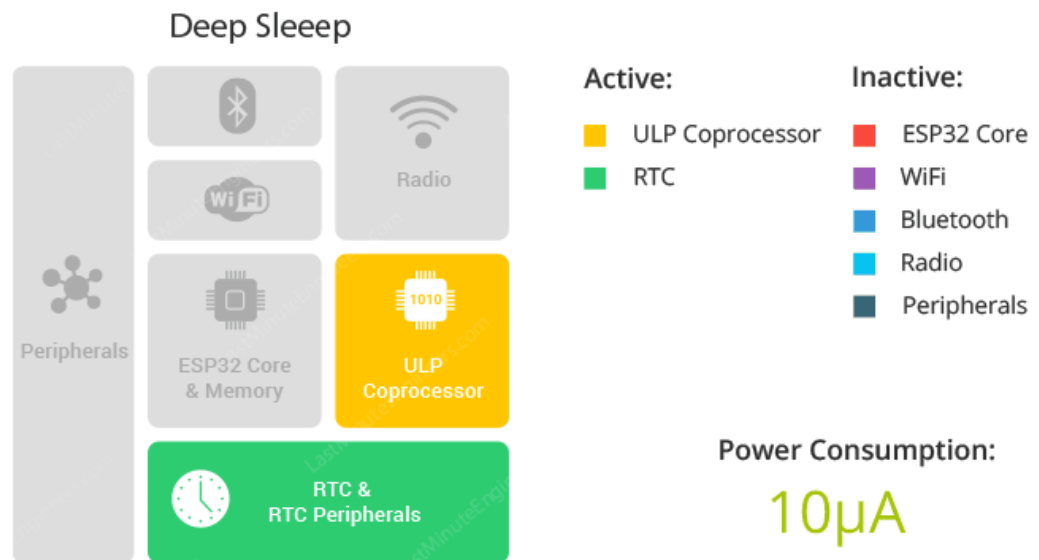 Deep Sleeep
Peripherals
WiFi
Radio
ESP32 Core
& Memory
1010
ULP
Coprocessor
RTC &
RTC Peripherals
Active:
ULP Coprocessor
RTC
Inactive:
ESP32 Core
WiFi
Bluetooth
Radio
Peripherals
Power Consumption:
10μA